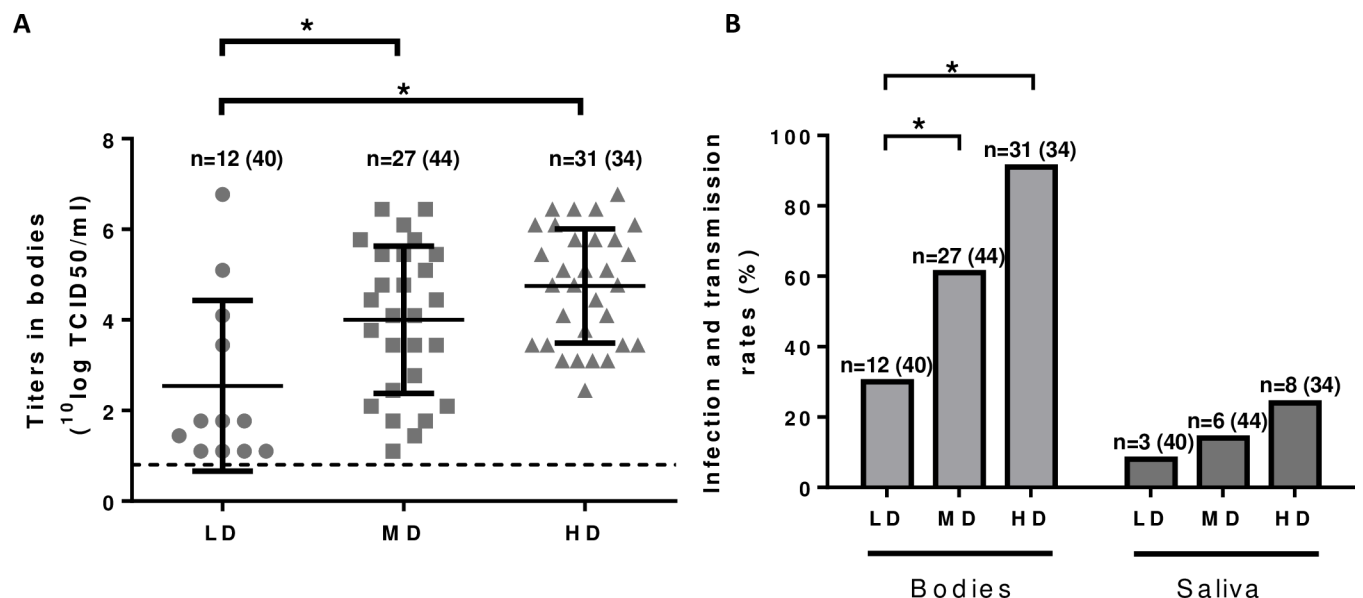 A
*
*
Titers in bodies
(¹⁰log TCID50/ml)
8
6
4
2
0
n=12 (40)
n=27 (44)
n=31 (34)
LD
MD
HD
B
*
*
Infection and transmission
rates (%)
100
80
60
40
20
0
n=12 (40)
n=27 (44)
n=31 (34)
n=3 (40)
n=6 (44)
n=8 (34)
LD
MD
HD
LD
MD
HD
Bodies
Saliva